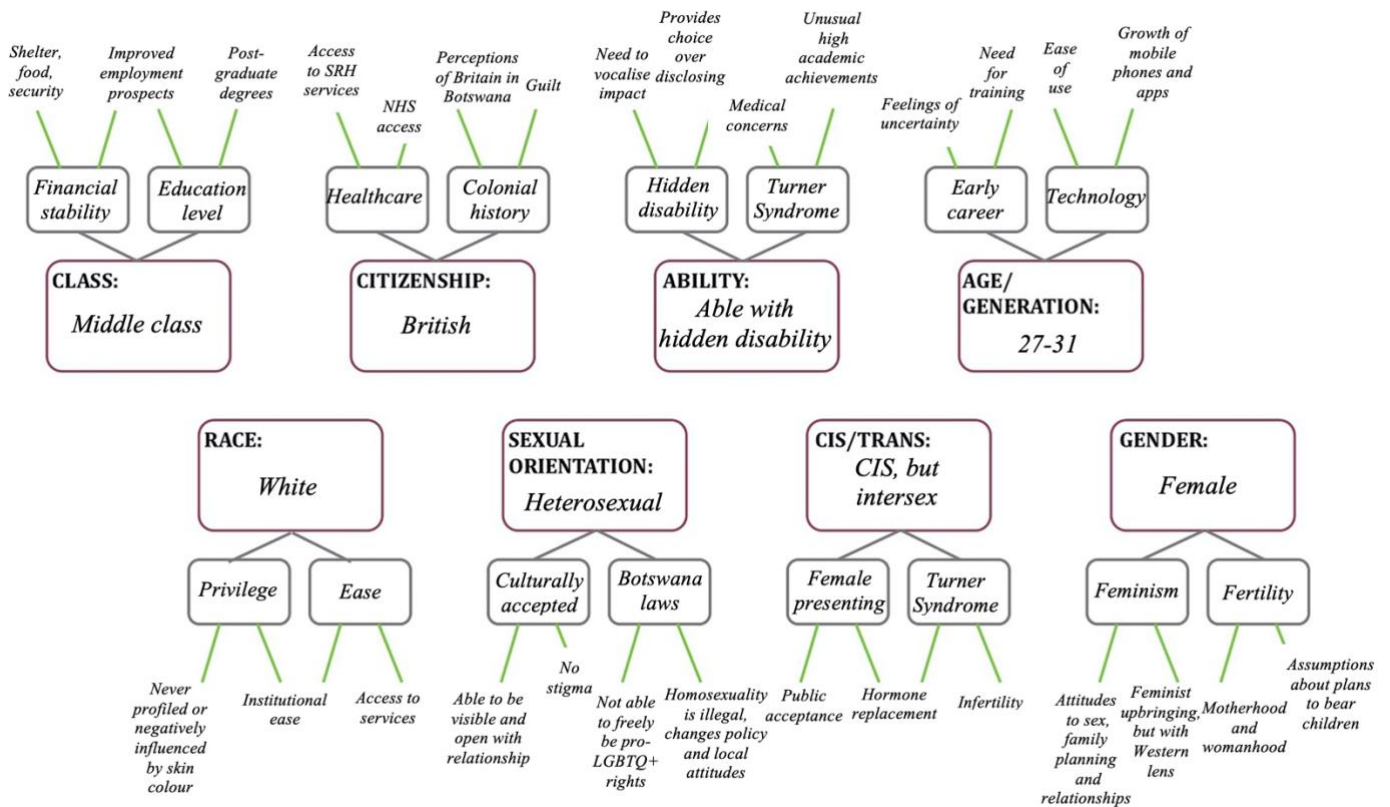 Shelter,
food,
security
Improved
employment
prospects
Post-
graduate
degrees
Access
to SRH
services
NHS
access
Perceptions
of Britain in
Botswana
Guilt
Need to
vocalise
impact
Provides
choice
over
disclosing
Medical
concerns
Unusual
high
academic
achievements
Feelings of
uncertainty
Need
for
training
Ease
of
use
Growth of
mobile
phones and
apps
Financial
stability
Education
level
Healthcare
Colonial
history
Hidden
disability
Turner
Syndrome
Early
career
Technology
CLASS:
Middle class
CITIZENSHIP:
British
ABILITY:
Able with
hidden disability
AGE/
GENERATION:
27-31
RACE:
White
SEXUAL
ORIENTATION:
Heterosexual
CIS/TRANS:
CIS, but
intersex
GENDER:
Female
Privilege
Ease
Culturally
accepted
Botswana
laws
Female
presenting
Turner
Syndrome
Feminism
Fertility
Never
profiled or
negatively
influenced
by skin
colour
Institutional
ease
Access to
services
Able to be
visible and
open with
relationship
No
stigma
Not able
to freely
be pro-
LGBTQ+
rights
Homosexuality
is illegal,
changes policy
and local
attitudes
Public
acceptance
Hormone
replacement
Infertility
Attitudes
to sex,
family
planning
and
relationships
Feminist
upbringing,
but with
Western
lens
Motherhood
and
womanhood
Assumptions
about plans
to bear
children